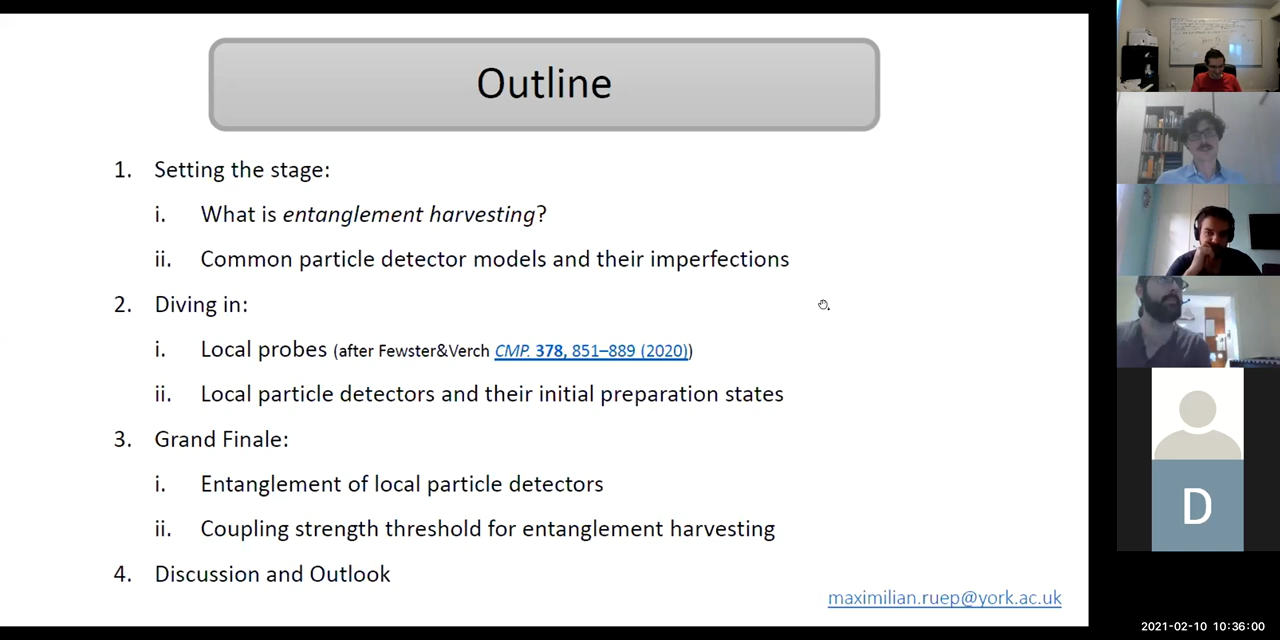 Outline
1. Setting the stage:
i. What is entanglement harvesting?
ii. Common particle detector models and their imperfections
2. Diving in:
i. Local probes (after Fewster&Verch CMP. 378, 851–889 (2020))
ii. Local particle detectors and their initial preparation states
3. Grand Finale:
i. Entanglement of local particle detectors
ii. Coupling strength threshold for entanglement harvesting
4. Discussion and Outlook
maximilian.ruep@york.ac.uk
D
2021-02-10 10:36:00